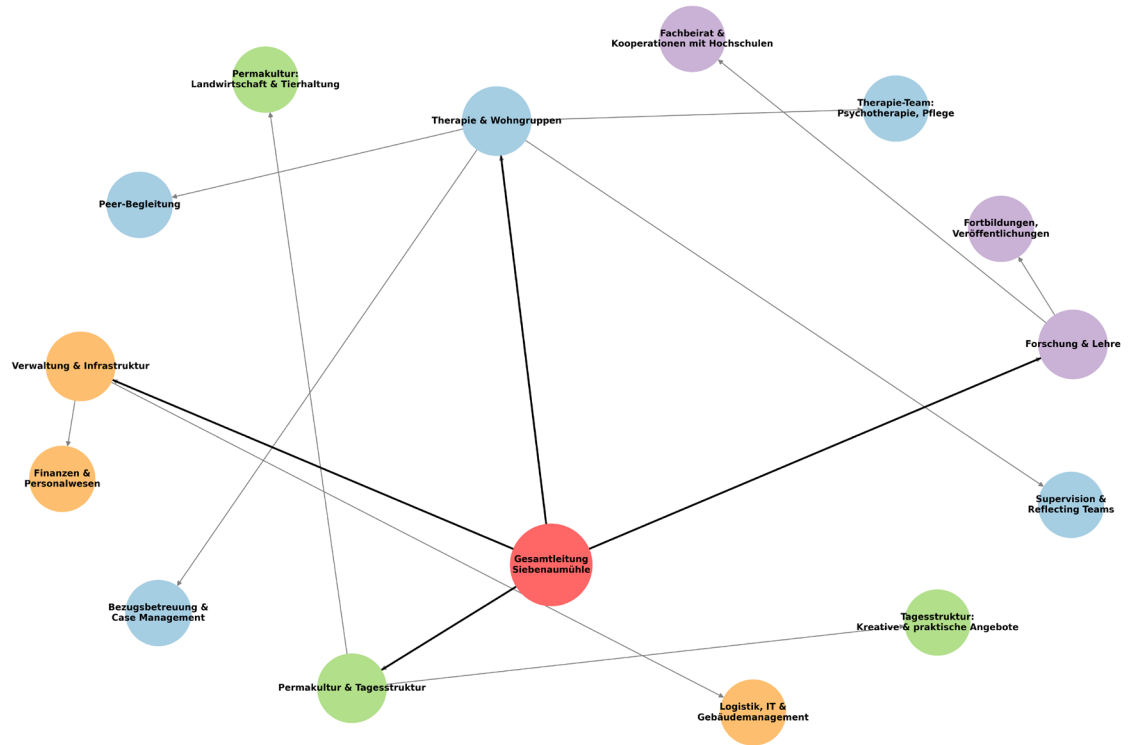 Fachbeirat &
Kooperationen mit Hochschulen
Permakultur:
Landwirtschaft & Tierhaltung
Therapie & Wohngruppen
Therapie-Team:
Psychotherapie, Pflege
Peer-Begleitung
Fortbildungen,
Veröffentlichungen
Forschung & Lehre
Verwaltung & Infrastruktur
Finanzen &
Personalwesen
Supervision &
Reflecting Teams
Gesamtleitung
Siebenaumühle
Bezugsbetreuung &
Case Management
Tagesstruktur:
Kreative & praktische Angebote
Permakultur & Tagesstruktur
Logistik, IT &
Gebäudemanagement